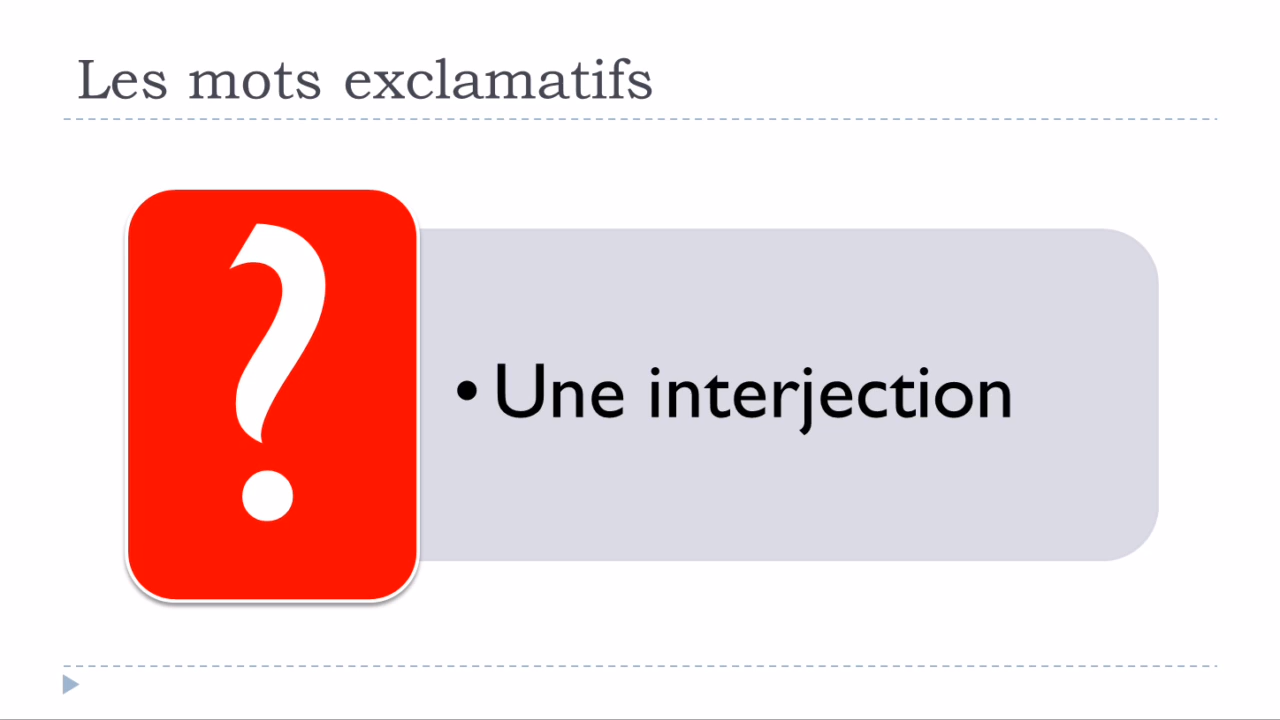 Les mots exclamatifs
?
• Une interjection